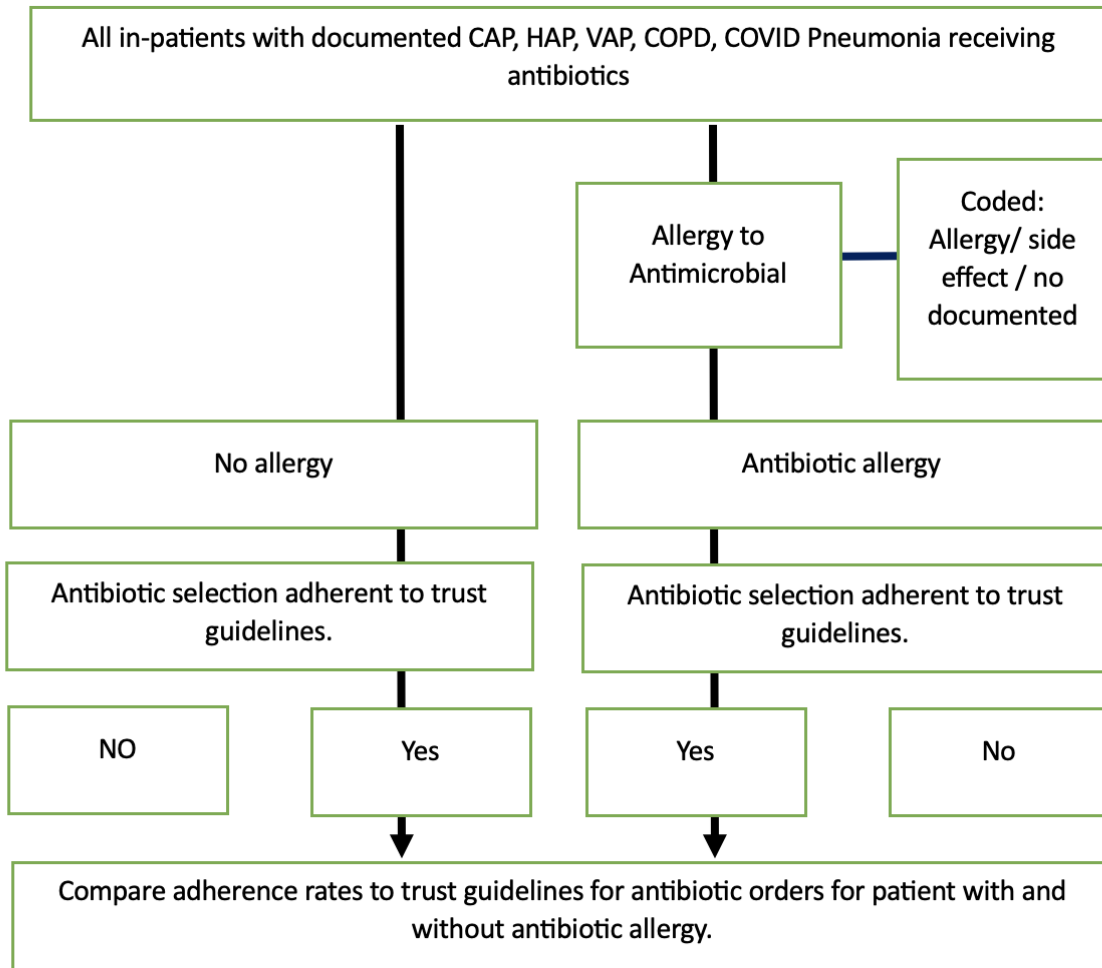 All in-patients with documented CAP, HAP, VAP, COPD, COVID Pneumonia receiving
antibiotics
Allergy to
Antimicrobial
Coded:
Allergy/ side
effect / no
documented
No allergy
Antibiotic allergy
Antibiotic selection adherent to trust
guidelines.
Antibiotic selection adherent to trust
guidelines.
NO
Yes
Yes
No
Compare adherence rates to trust guidelines for antibiotic orders for patient with and
without antibiotic allergy.